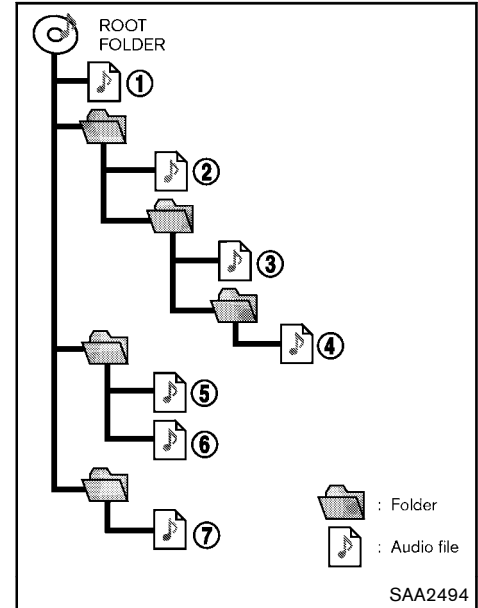 ROOT
FOLDER
①
②
③
④
⑤
⑥
⑦
: Folder
: Audio file
SAA2494